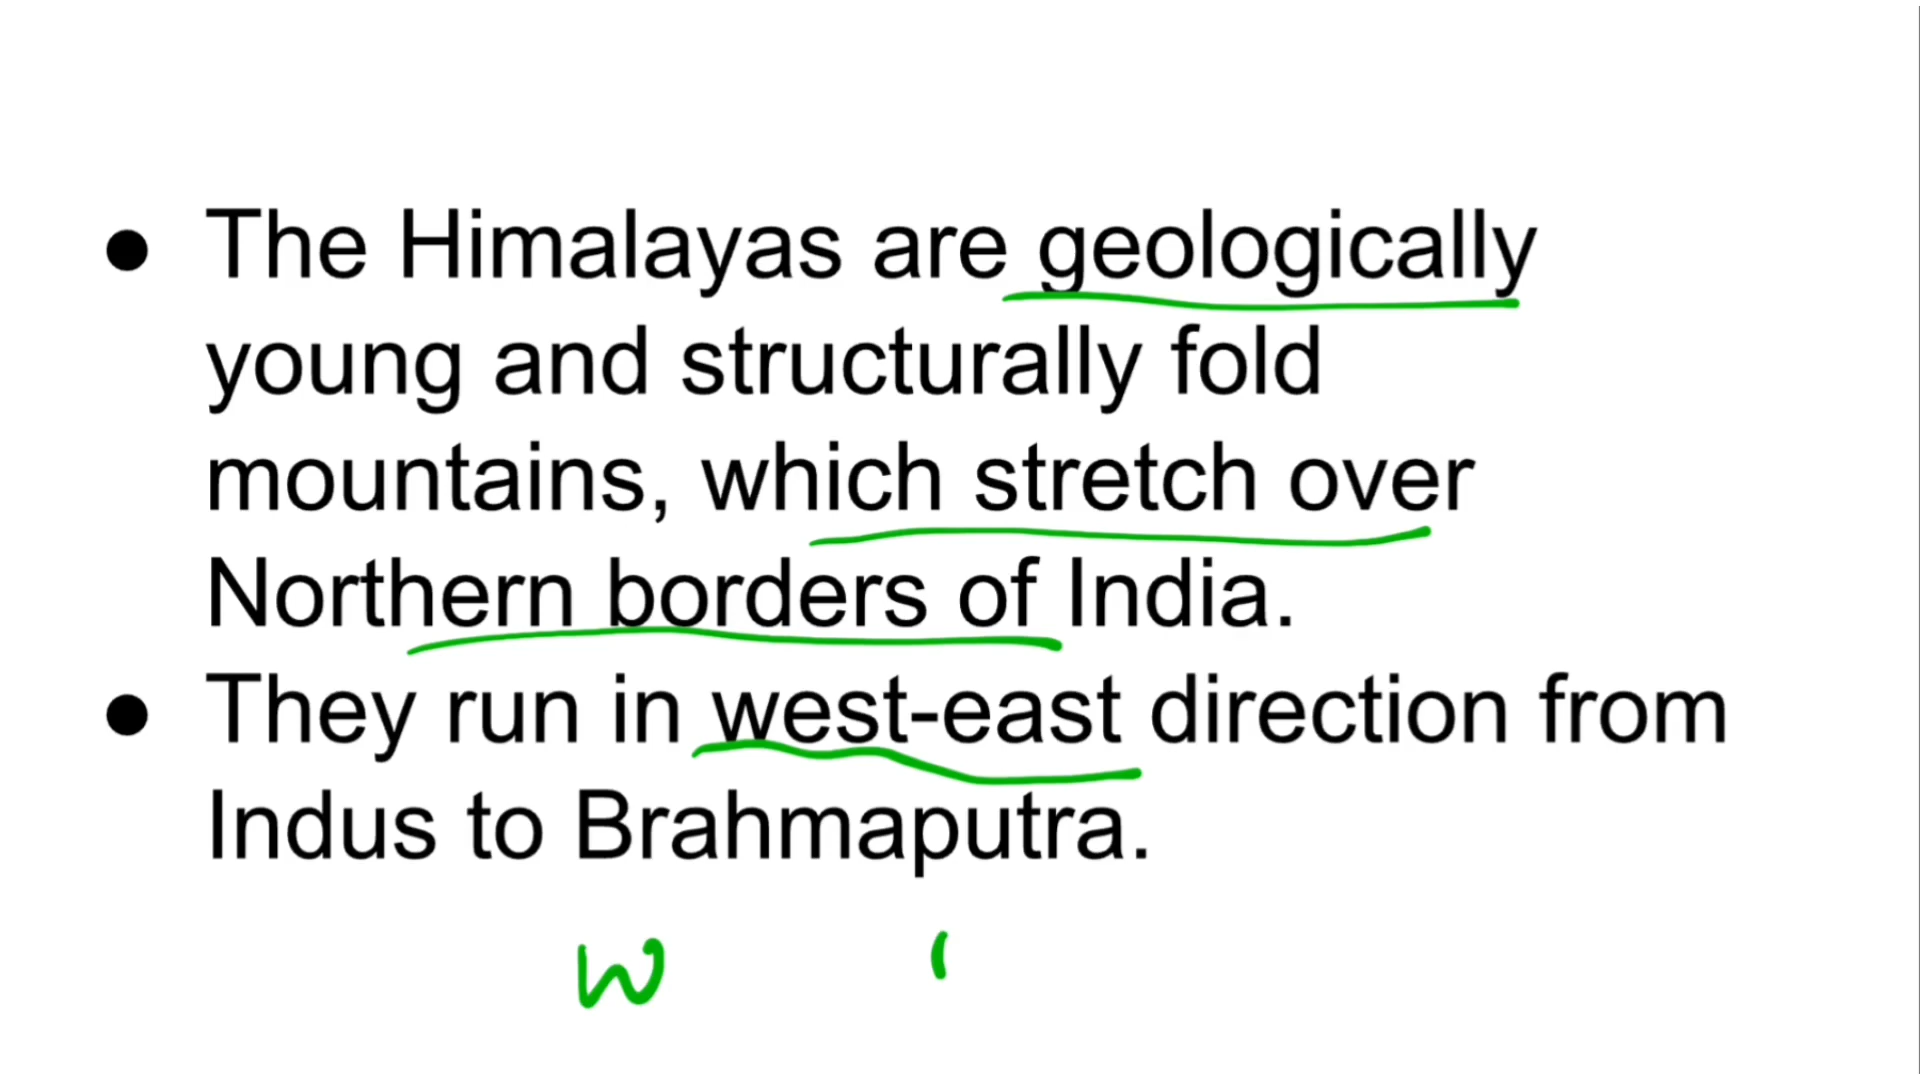 ● The Himalayas are geologically
young and structurally fold
mountains, which stretch over
Northern borders of India.
● They run in west-east direction from
Indus to Brahmaputra.
W